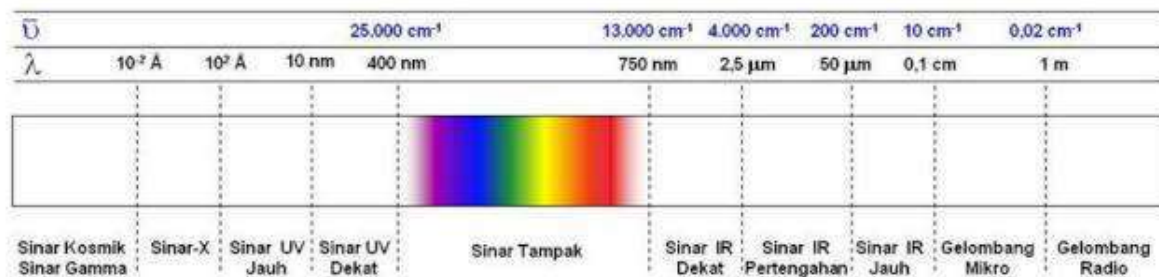 ῡ 25.000 cm⁻¹ 13.000 cm⁻¹ 4.000 cm⁻¹ 200 cm⁻¹ 10 cm⁻¹ 0,02 cm⁻¹
λ 10⁻² Å 10² Å 10 nm 400 nm 750 nm 2,5 µm 50 µm 0,1 cm 1 m
Sinar Kosmik Sinar-X Sinar UV Sinar UV Sinar Tampak Sinar IR Sinar IR Sinar IR Gelombang Gelombang
Sinar Gamma Jauh Dekat Dekat Pertengahan Jauh Mikro Radio